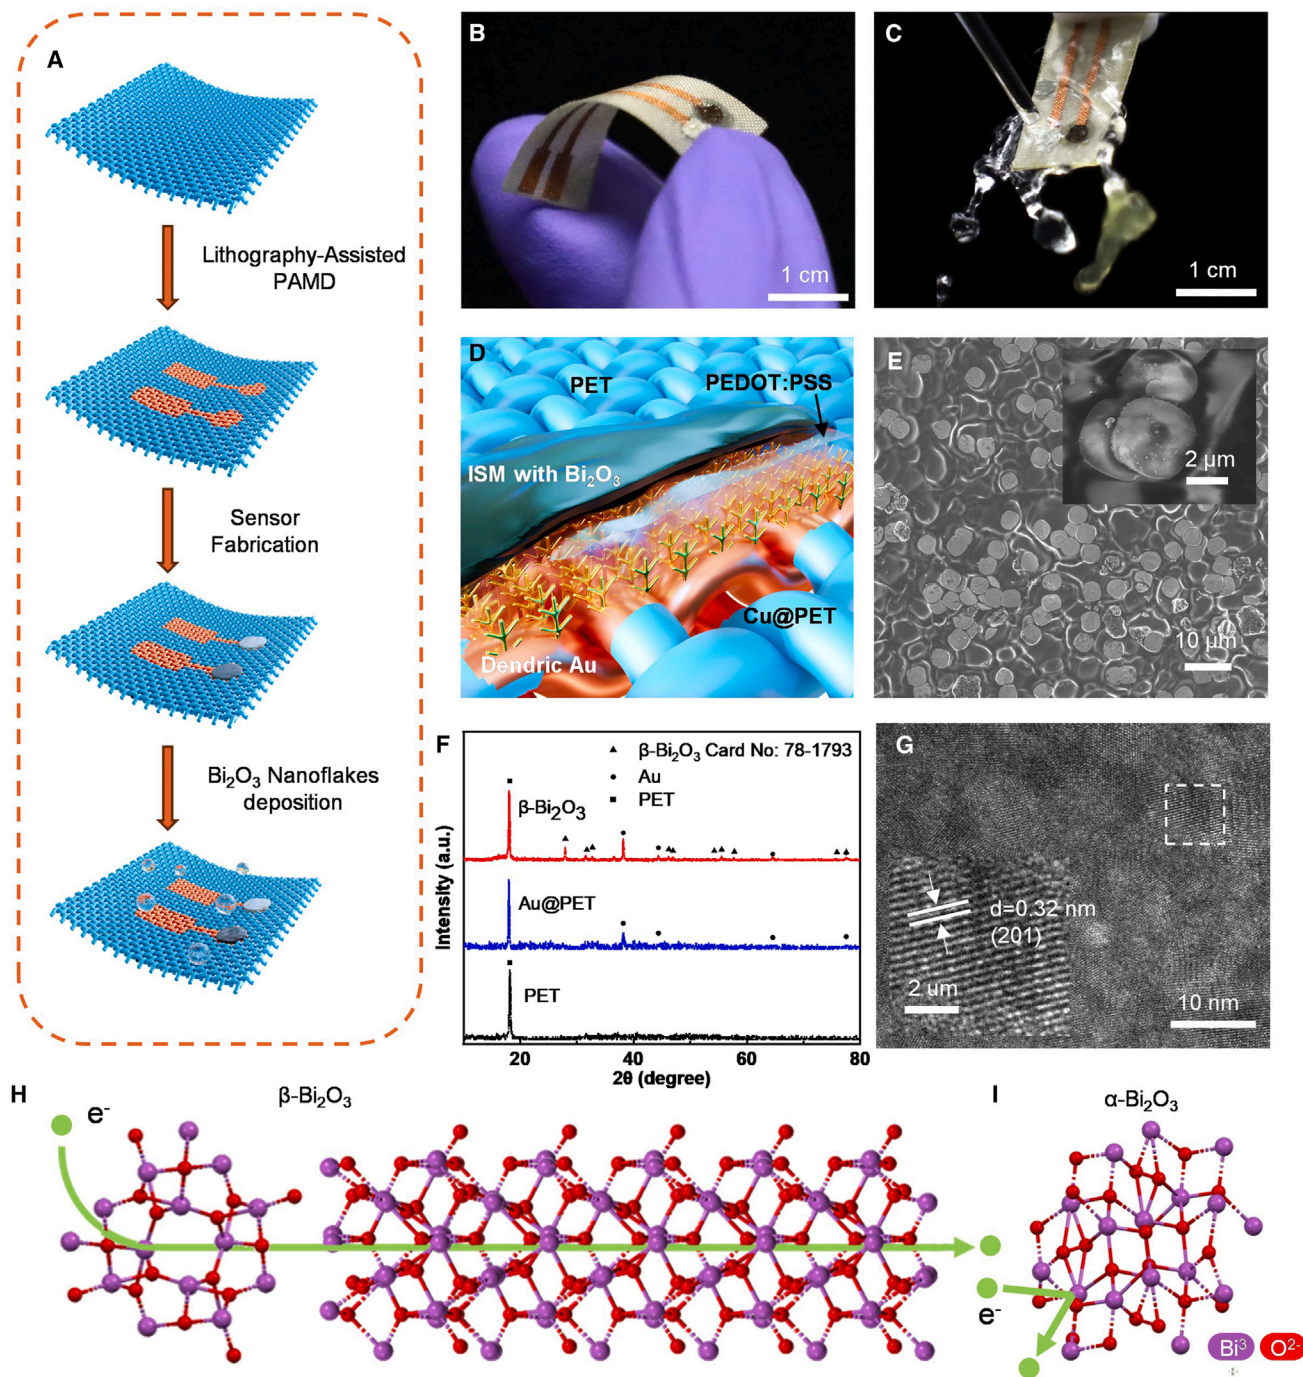 A
Lithography-Assisted
PAMD
Sensor
Fabrication
Bi₂O₃ Nanoflakes
deposition
B
1 cm
C
1 cm
D
PET
PEDOT:PSS
ISM with Bi₂O₃
Cu@PET
Dendric Au
E
2 μm
10 μm
F
▲ β-Bi₂O₃ Card No: 78-1793
● Au
■ PET
β-Bi₂O₃
Au@PET
PET
Intensity (a.u.)
20 40 60 80
2θ (degree)
G
d=0.32 nm
(201)
2 um
10 nm
H
β-Bi₂O₃
e⁻
I
α-Bi₂O₃
e⁻
Bi³
O²⁻